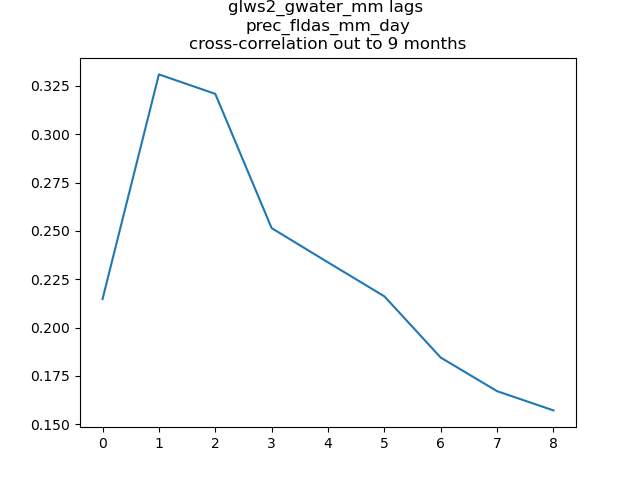 glws2_gwater_mm lags
prec_fldas_mm_day
cross-correlation out to 9 months
0.325
0.300
0.275
0.250
0.225
0.200
0.175
0.150
0 1 2 3 4 5 6 7 8